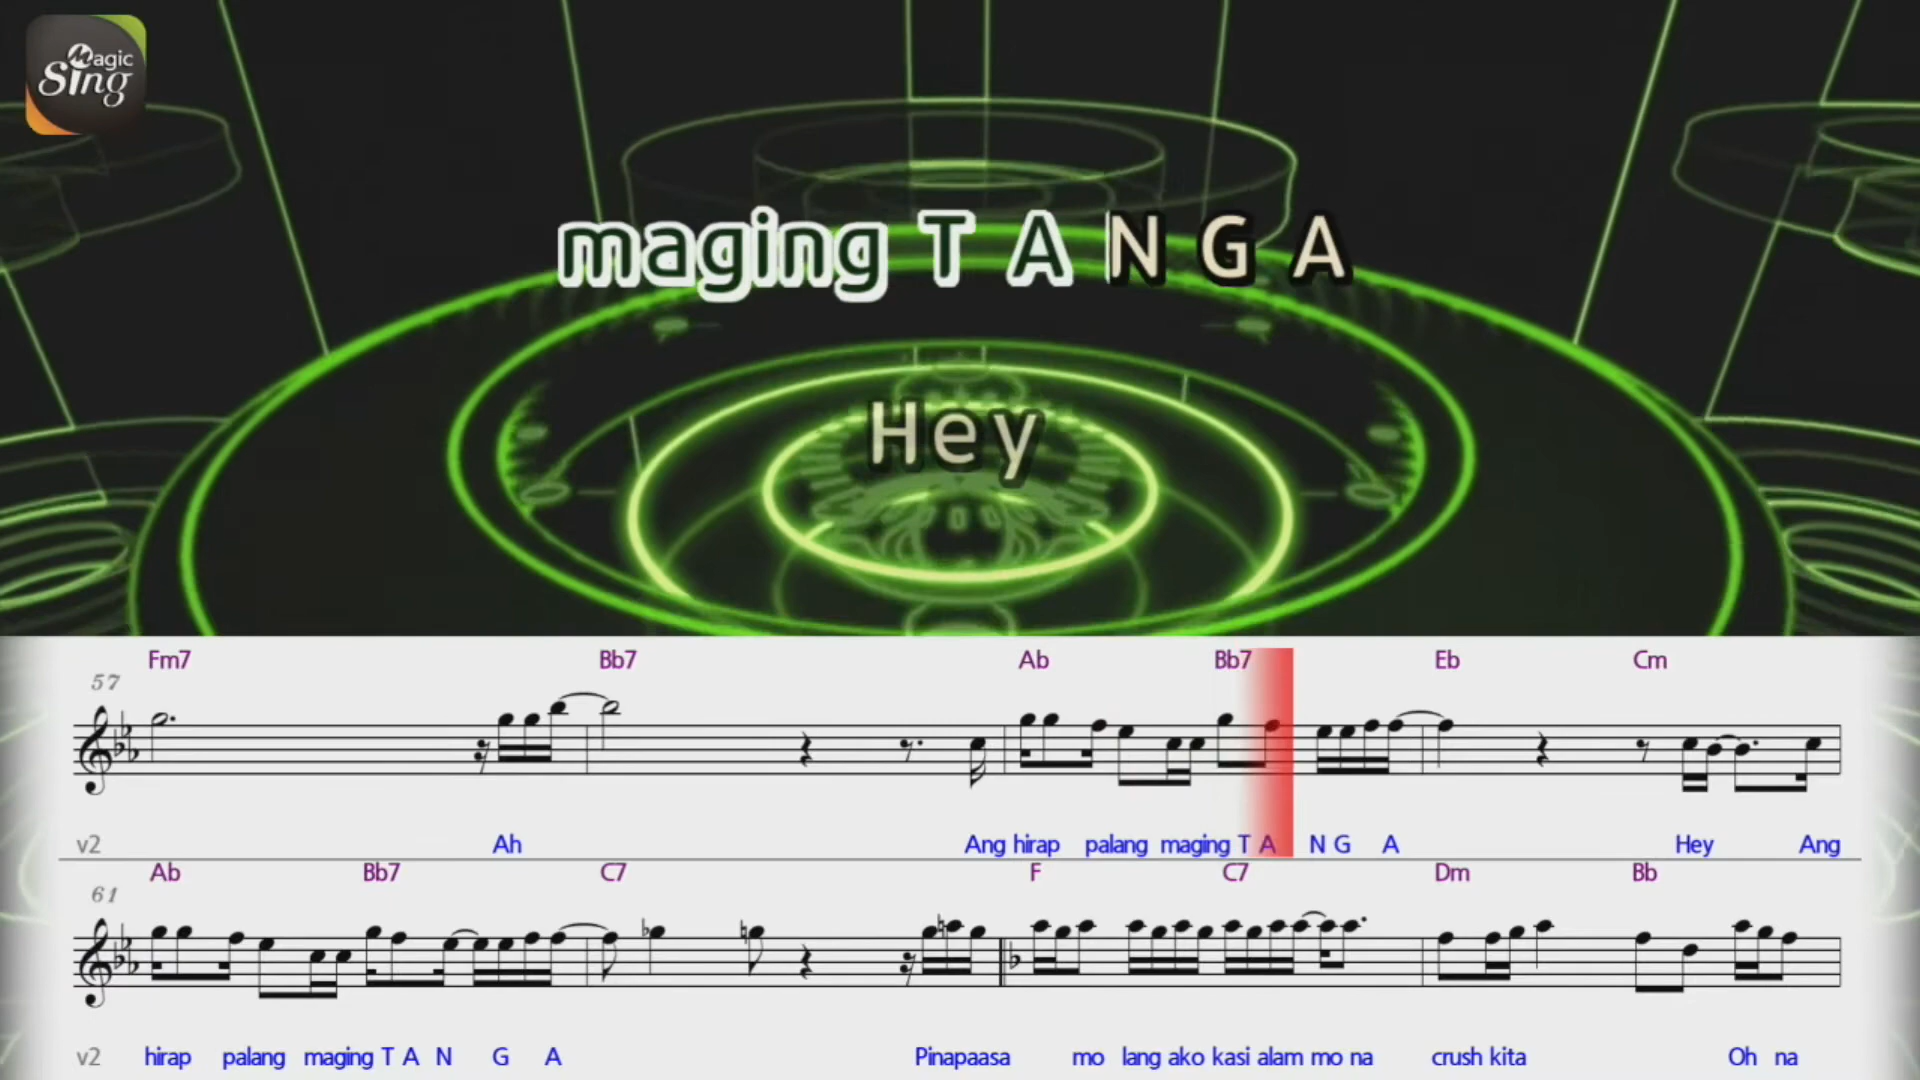 Magic
Sing
maging T A N G A
Hey
Fm7 Bb7 Ab Bb7 Eb Cm
57
v2 Ah Ang hirap palang maging T A N G A Hey Ang
Ab Bb7 C7 F C7 Dm Bb
61
v2 hirap palang maging T A N G A Pinapaasa mo lang ako kasi alam mo na crush kita Oh na